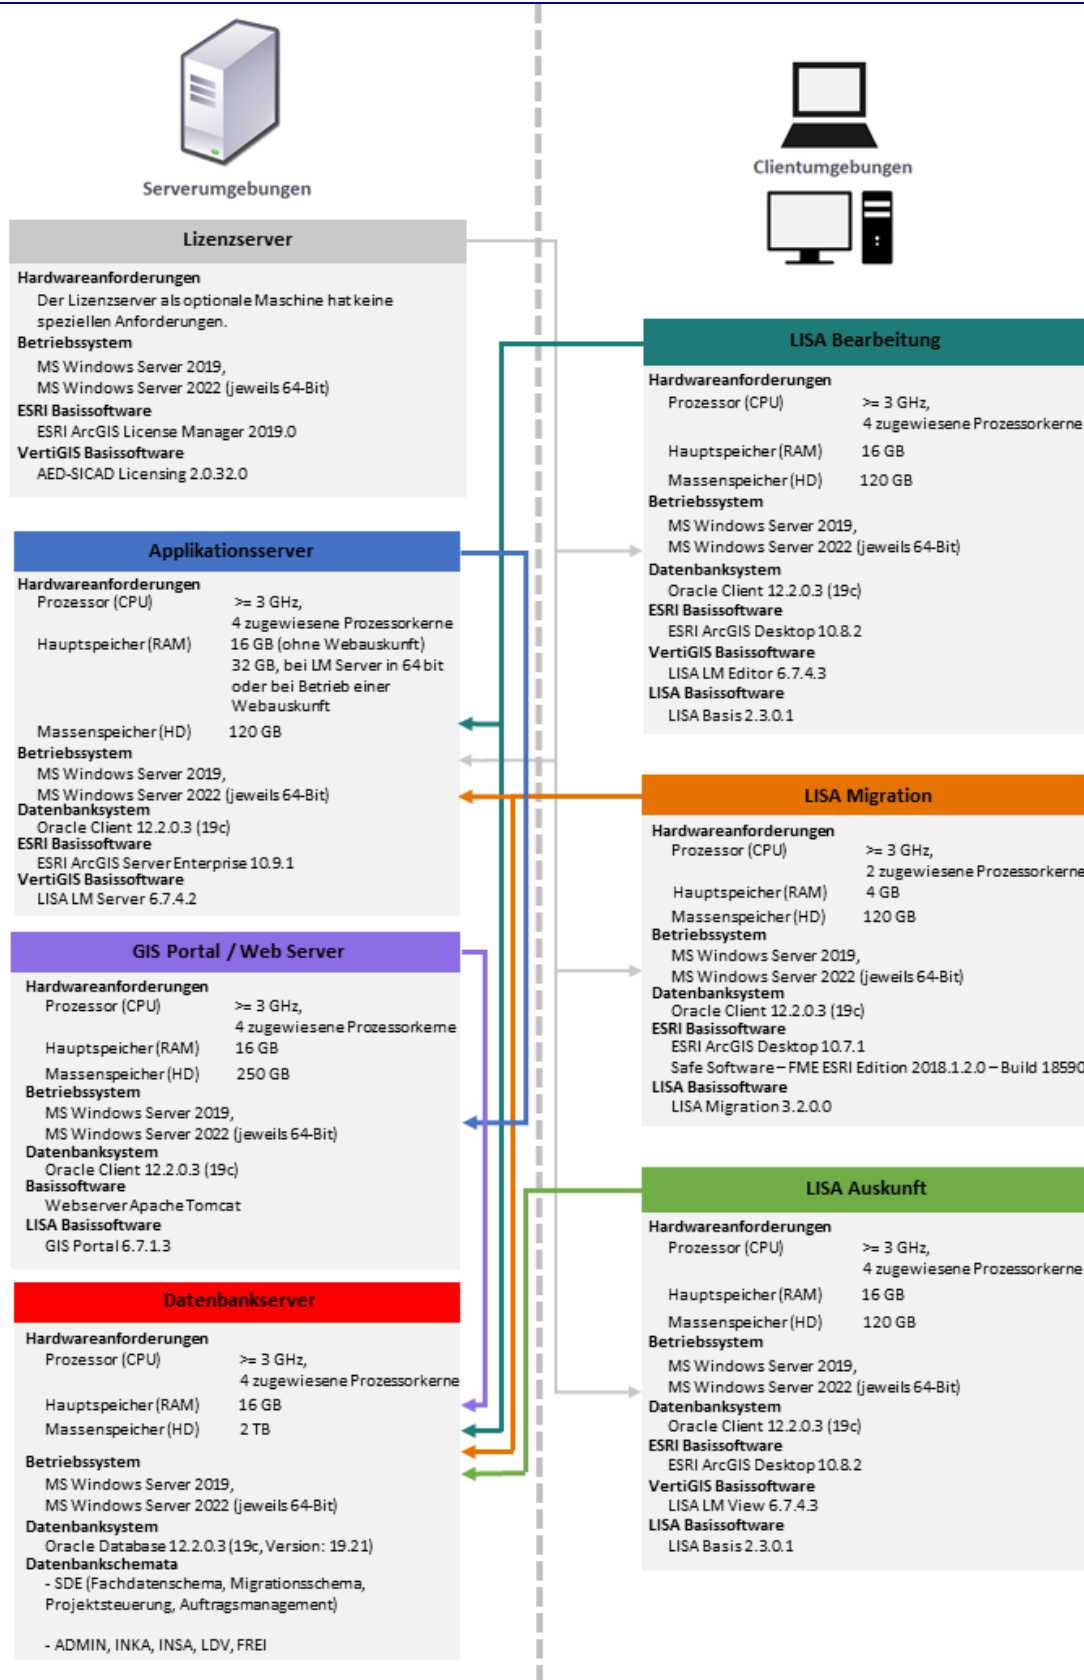 Serverumgebungen
Lizenzserver
Hardwareanforderungen
Der Lizenzserver als optionale Maschine hat keine
speziellen Anforderungen.
Betriebssystem
MS Windows Server 2019,
MS Windows Server 2022 (jeweils 64-Bit)
ESRI Basissoftware
ESRI ArcGIS License Manager 2019.0
VertiGIS Basissoftware
AED-SICAD Licensing 2.0.32.0
Applikationsserver
Hardwareanforderungen
Prozessor (CPU) >= 3 GHz,
4 zugewiesene Prozessorkerne
Hauptspeicher (RAM) 16 GB (ohne Webauskunft)
32 GB, bei LM Server in 64 bit
oder bei Betrieb einer
Webauskunft
Massenspeicher (HD) 120 GB
Betriebssystem
MS Windows Server 2019,
MS Windows Server 2022 (jeweils 64-Bit)
Datenbanksystem
Oracle Client 12.2.0.3 (19c)
ESRI Basissoftware
ESRI ArcGIS Server Enterprise 10.9.1
VertiGIS Basissoftware
LISA LM Server 6.7.4.2
GIS Portal / Web Server
Hardwareanforderungen
Prozessor (CPU) >= 3 GHz,
4 zugewiesene Prozessorkerne
Hauptspeicher (RAM) 16 GB
Massenspeicher (HD) 250 GB
Betriebssystem
MS Windows Server 2019,
MS Windows Server 2022 (jeweils 64-Bit)
Datenbanksystem
Oracle Client 12.2.0.3 (19c)
Basissoftware
Webserver Apache Tomcat
LISA Basissoftware
GIS Portal 6.7.1.3
Datenbankserver
Hardwareanforderungen
Prozessor (CPU) >= 3 GHz,
4 zugewiesene Prozessorkerne
Hauptspeicher (RAM) 16 GB
Massenspeicher (HD) 2 TB
Betriebssystem
MS Windows Server 2019,
MS Windows Server 2022 (jeweils 64-Bit)
Datenbanksystem
Oracle Database 12.2.0.3 (19c, Version: 19.21)
Datenbankschemata
- SDE (Fachdatenschema, Migrationsschema,
Projektsteuerung, Auftragsmanagement)
- ADMIN, INKA, INSA, LDV, FREI
Clientumgebungen
LISA Bearbeitung
Hardwareanforderungen
Prozessor (CPU) >= 3 GHz,
4 zugewiesene Prozessorkerne
Hauptspeicher (RAM) 16 GB
Massenspeicher (HD) 120 GB
Betriebssystem
MS Windows Server 2019,
MS Windows Server 2022 (jeweils 64-Bit)
Datenbanksystem
Oracle Client 12.2.0.3 (19c)
ESRI Basissoftware
ESRI ArcGIS Desktop 10.8.2
VertiGIS Basissoftware
LISA LM Editor 6.7.4.3
LISA Basissoftware
LISA Basis 2.3.0.1
LISA Migration
Hardwareanforderungen
Prozessor (CPU) >= 3 GHz,
2 zugewiesene Prozessorkerne
Hauptspeicher (RAM) 4 GB
Massenspeicher (HD) 120 GB
Betriebssystem
MS Windows Server 2019,
MS Windows Server 2022 (jeweils 64-Bit)
Datenbanksystem
Oracle Client 12.2.0.3 (19c)
ESRI Basissoftware
ESRI ArcGIS Desktop 10.7.1
Safe Software – FME ESRI Edition 2018.1.2.0 – Build 18590
LISA Basissoftware
LISA Migration 3.2.0.0
LISA Auskunft
Hardwareanforderungen
Prozessor (CPU) >= 3 GHz,
4 zugewiesene Prozessorkerne
Hauptspeicher (RAM) 16 GB
Massenspeicher (HD) 120 GB
Betriebssystem
MS Windows Server 2019,
MS Windows Server 2022 (jeweils 64-Bit)
Datenbanksystem
Oracle Client 12.2.0.3 (19c)
ESRI Basissoftware
ESRI ArcGIS Desktop 10.8.2
VertiGIS Basissoftware
LISA LM View 6.7.4.3
LISA Basissoftware
LISA Basis 2.3.0.1